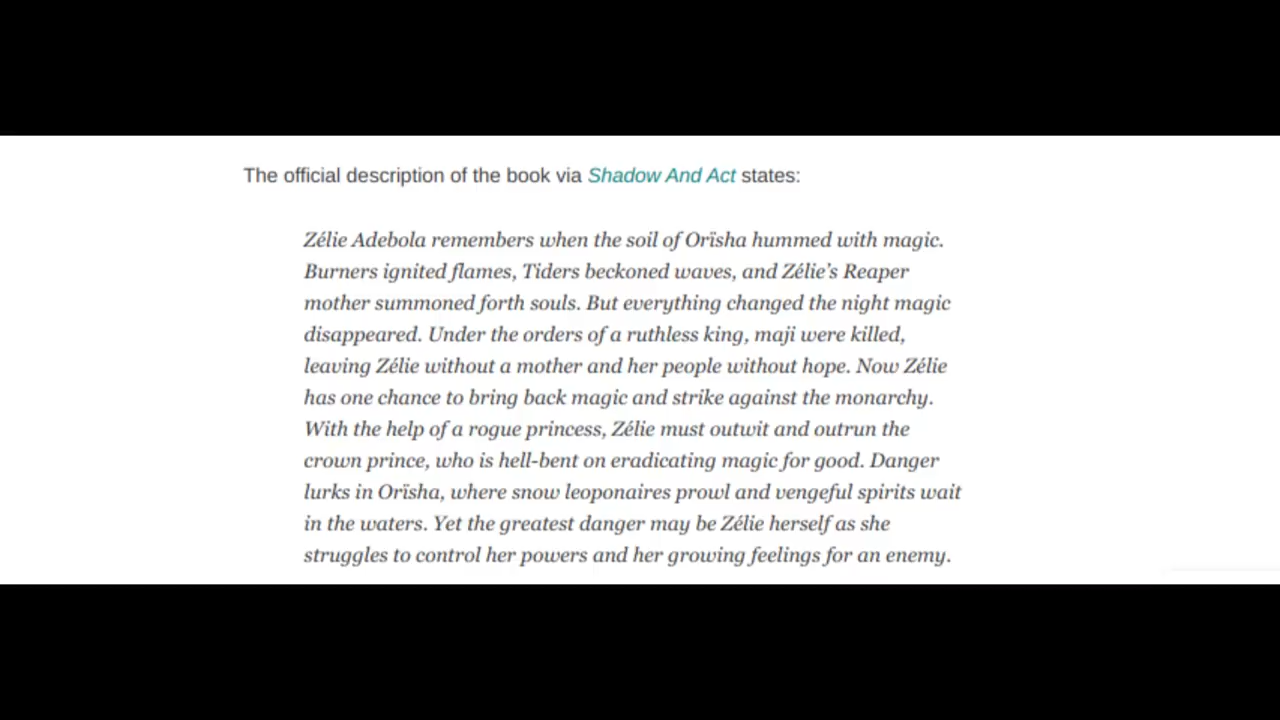 The official description of the book via Shadow And Act states:
Zélie Adebola remembers when the soil of Orïsha hummed with magic.
Burners ignited flames, Tiders beckoned waves, and Zélie’s Reaper
mother summoned forth souls. But everything changed the night magic
disappeared. Under the orders of a ruthless king, maji were killed,
leaving Zélie without a mother and her people without hope. Now Zélie
has one chance to bring back magic and strike against the monarchy.
With the help of a rogue princess, Zélie must outwit and outrun the
crown prince, who is hell-bent on eradicating magic for good. Danger
lurks in Orïsha, where snow leoponaires prowl and vengeful spirits wait
in the waters. Yet the greatest danger may be Zélie herself as she
struggles to control her powers and her growing feelings for an enemy.